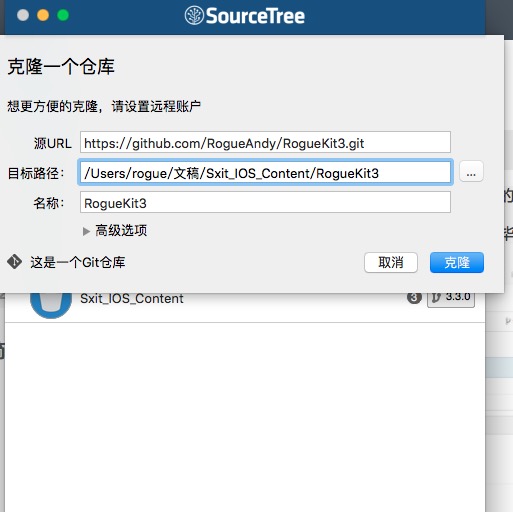 SourceTree
克隆一个仓库
想更方便的克隆，请设置远程账户
源URL https://github.com/RogueAndy/RogueKit3.git
目标路径： /Users/rogue/文稿/Sxit_IOS_Content/RogueKit3 ...
名称： RogueKit3
高级选项
这是一个Git仓库 取消 克隆
Sxit_IOS_Content 3 3.3.0
的